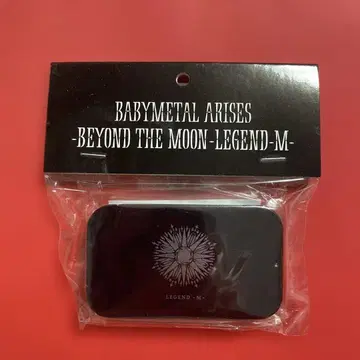 BABYMETAL ARISES
-BEYOND THE MOON-LEGEND-M-
LEGEND - M -